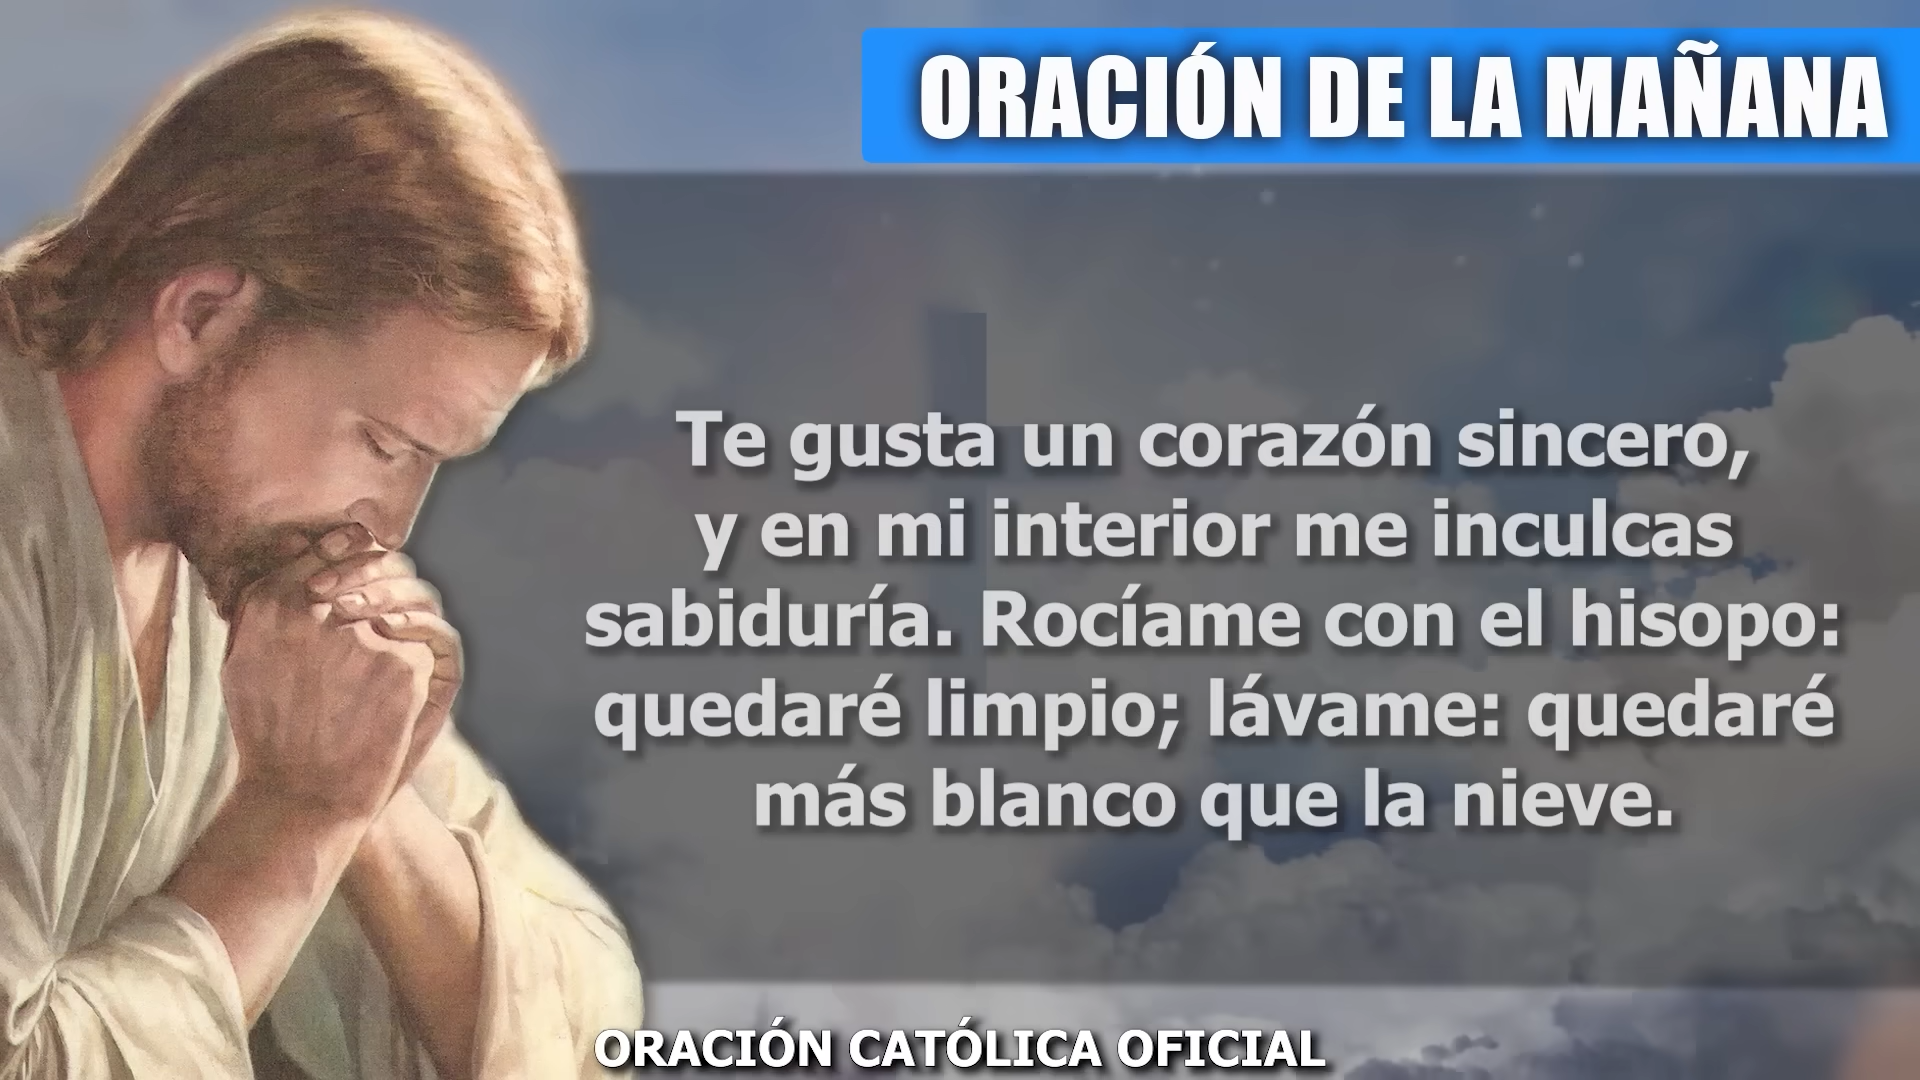 ORACIÓN DE LA MAÑANA
Te gusta un corazón sincero,
y en mi interior me inculcas
sabiduría. Rocíame con el hisopo:
quedaré limpio; lávame: quedaré
más blanco que la nieve.
ORACIÓN CATÓLICA OFICIAL